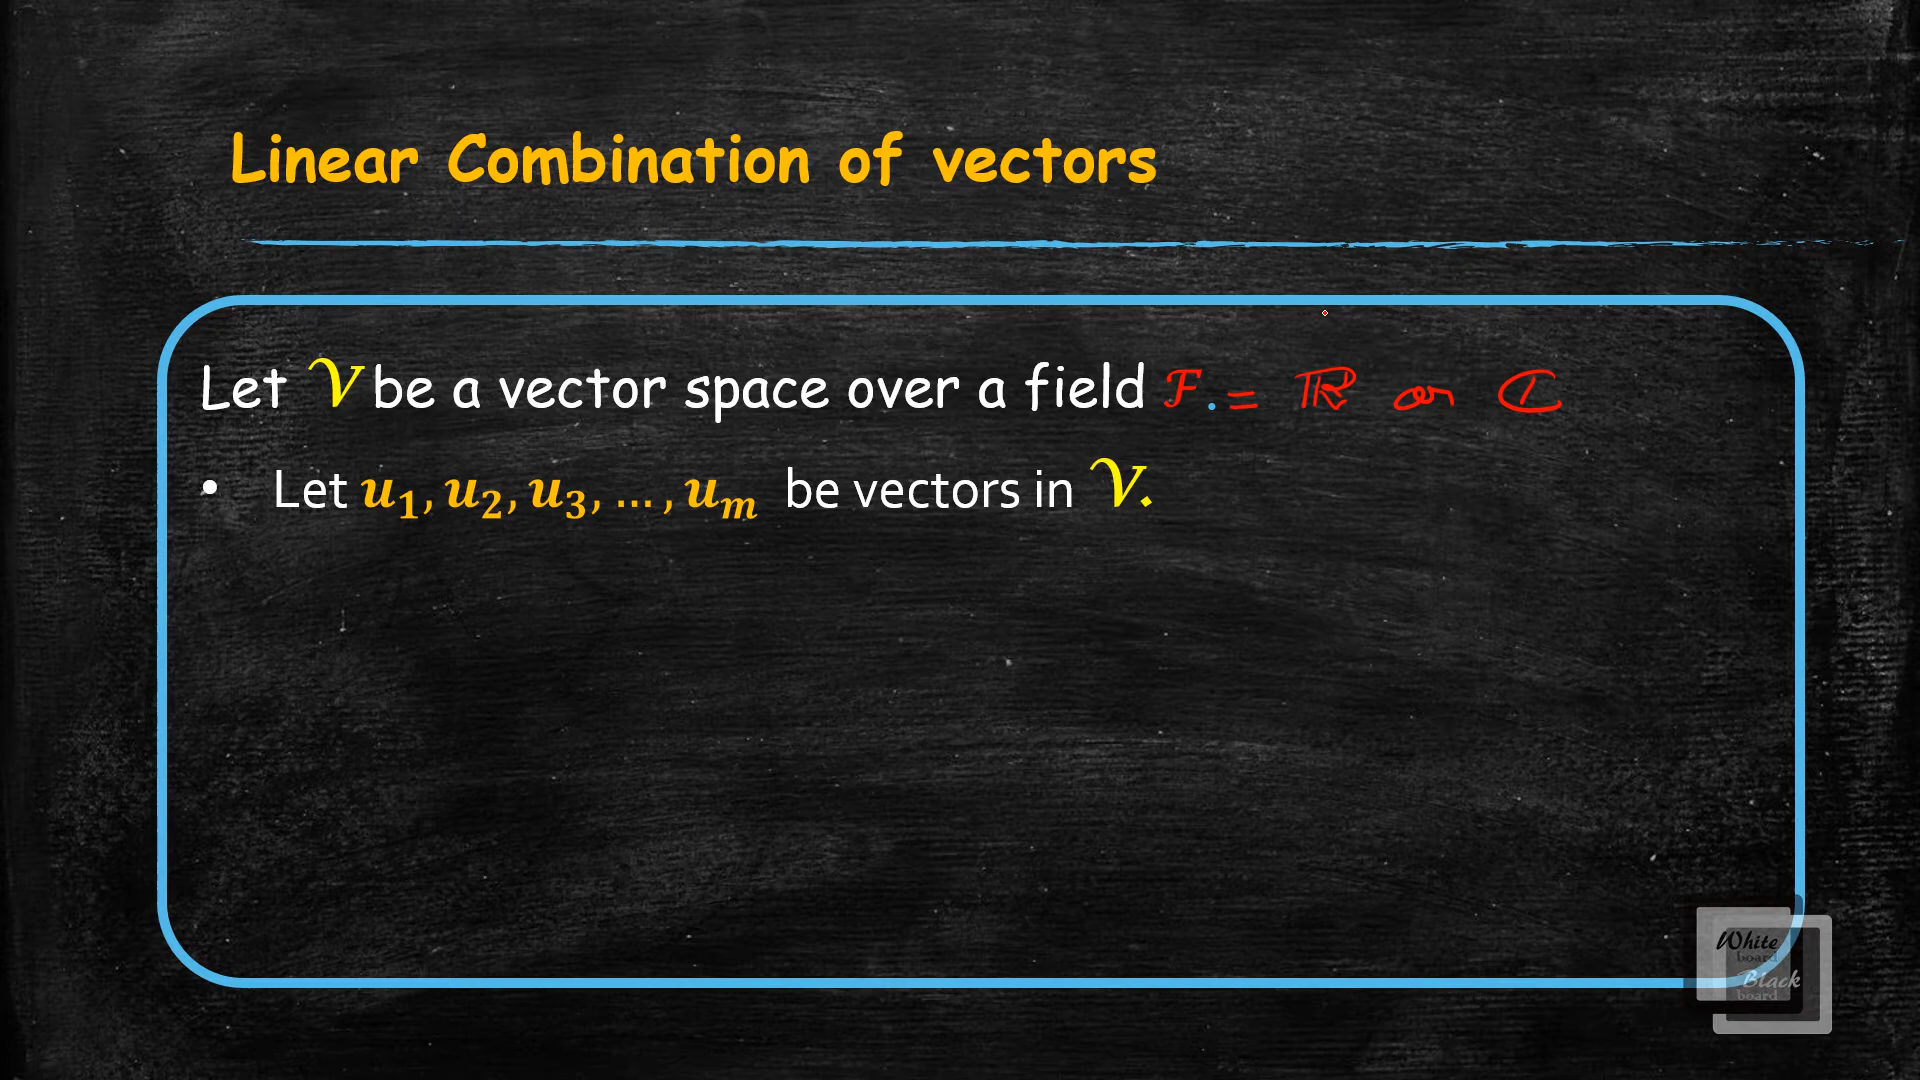 Linear Combination of vectors
Let 𝒱 be a vector space over a field ℱ. = ℝ or ℂ
• Let u₁, u₂, u₃, … , uₘ be vectors in 𝒱.
White
board
Black
board